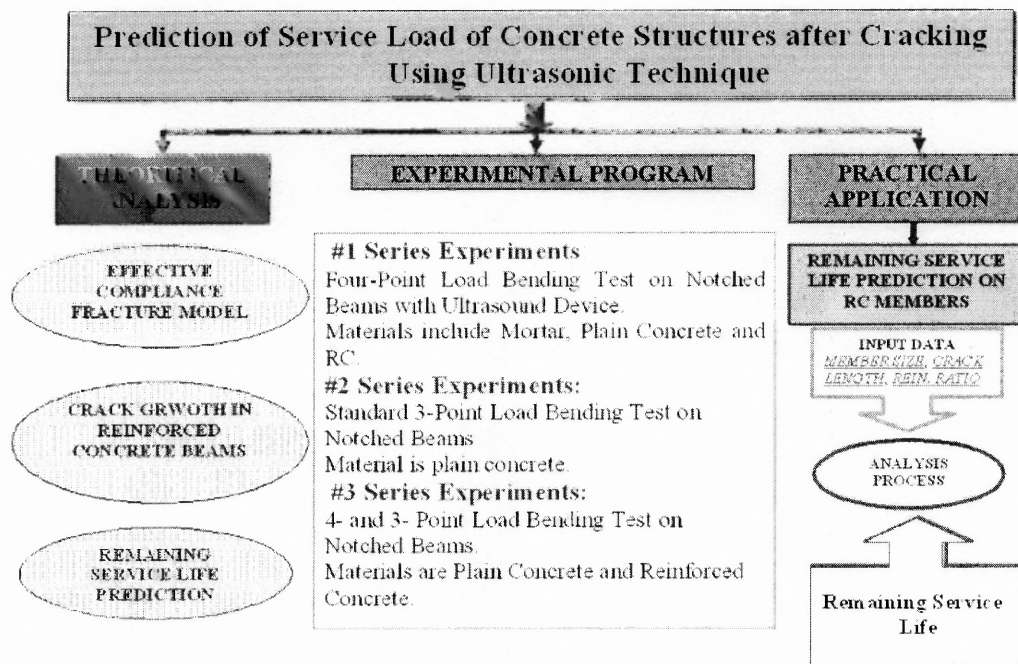 Prediction of Service Load of Concrete Structures after Cracking
Using Ultrasonic Technique
THEORITICAL
ANALYSIS
EFFECTIVE
COMPLIANCE
FRACTURE MODEL
CRACK GRWOTH IN
REINFORCED
CONCRETE BEAMS
REMAINING
SERVICE LIFE
PREDICTION
EXPERIMENTAL PROGRAM
#1 Series Experiments
Four-Point Load Bending Test on Notched
Beams with Ultrasound Device.
Materials include Mortar, Plain Concrete and
RC.
#2 Series Experiments:
Standard 3-Point Load Bending Test on
Notched Beams
Material is plain concrete.
#3 Series Experiments:
4- and 3- Point Load Bending Test on
Notched Beams.
Materials are Plain Concrete and Reinforced
Concrete.
PRACTICAL
APPLICATION
REMAINING SERVICE
LIFE PREDICTION ON
RC MEMBERS
INPUT DATA
MEMBER SIZE, CRACK
LENGTH, REIN. RATIO
ANALYSIS
PROCESS
Remaining Service
Life